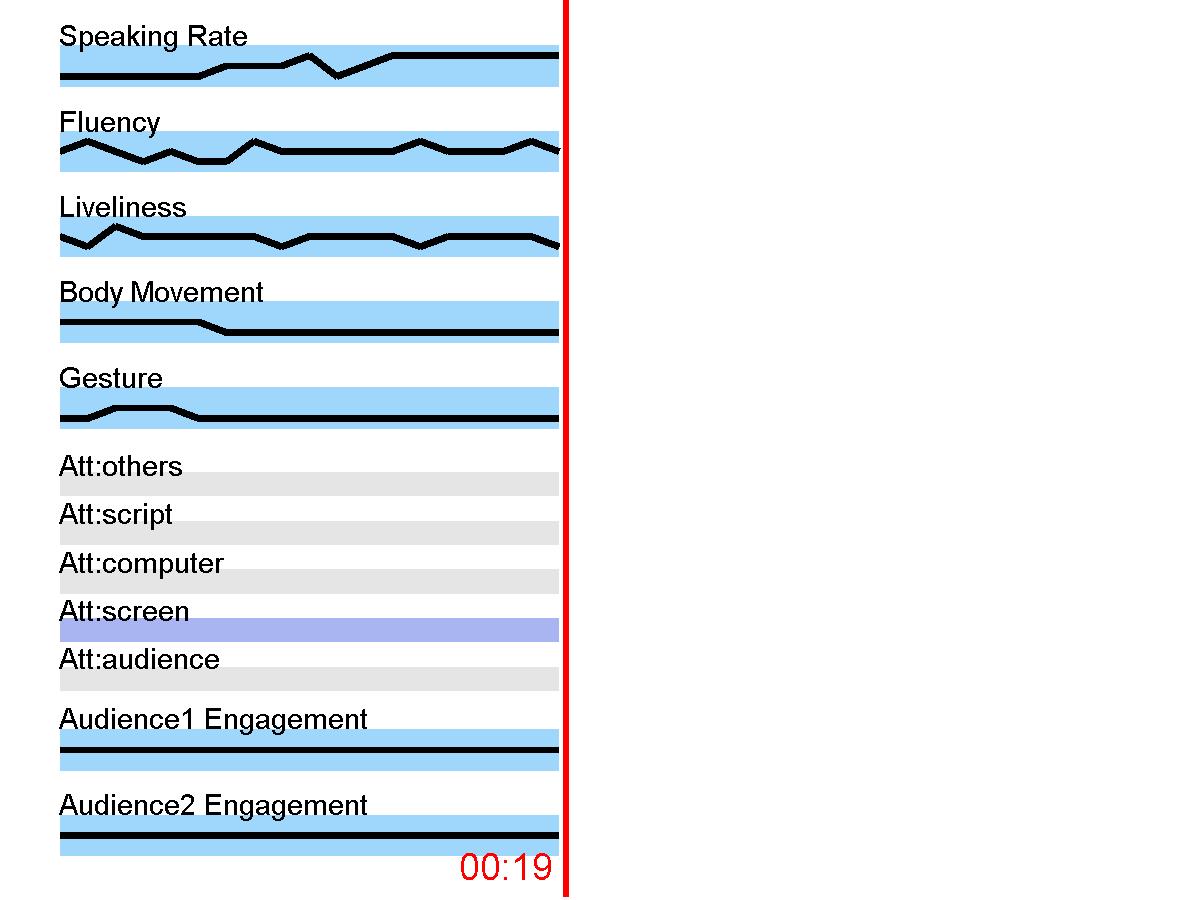 Speaking Rate
Fluency
Liveliness
Body Movement
Gesture
Att:others
Att:script
Att:computer
Att:screen
Att:audience
Audience1 Engagement
Audience2 Engagement
00:19